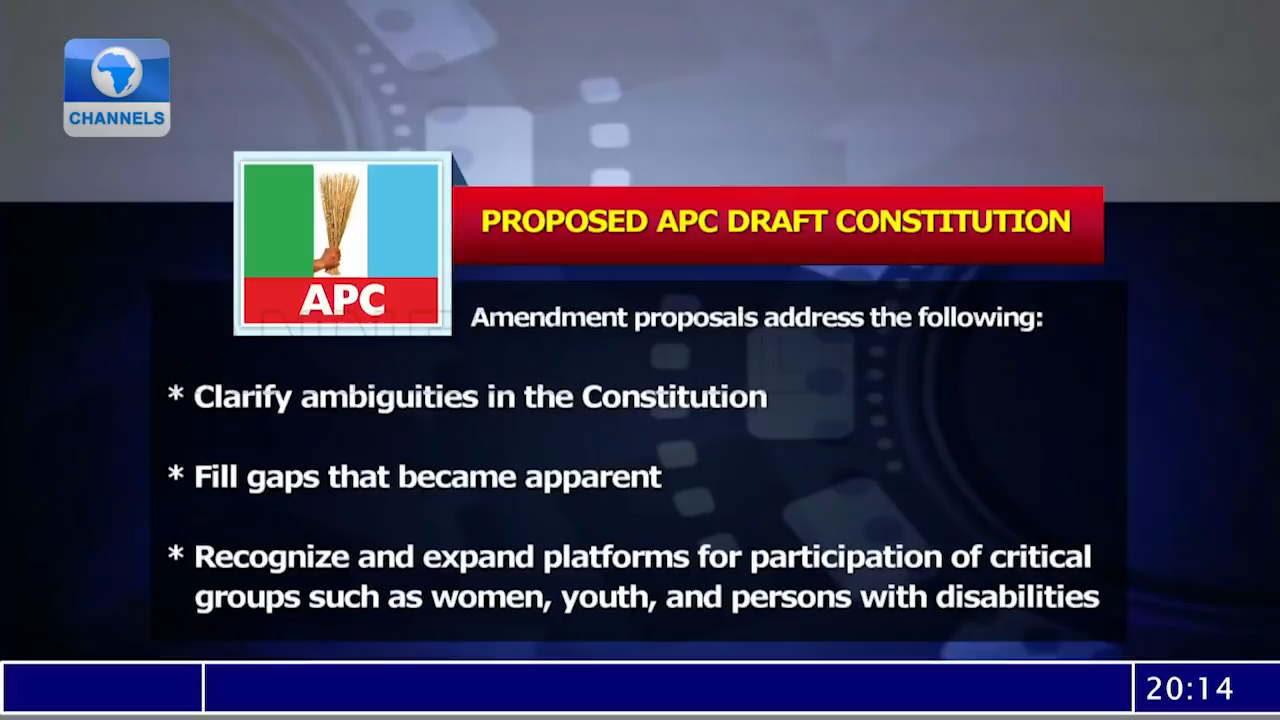 CHANNELS
PROPOSED APC DRAFT CONSTITUTION
APC
Amendment proposals address the following:
* Clarify ambiguities in the Constitution
* Fill gaps that became apparent
* Recognize and expand platforms for participation of critical
groups such as women, youth, and persons with disabilities
20:14